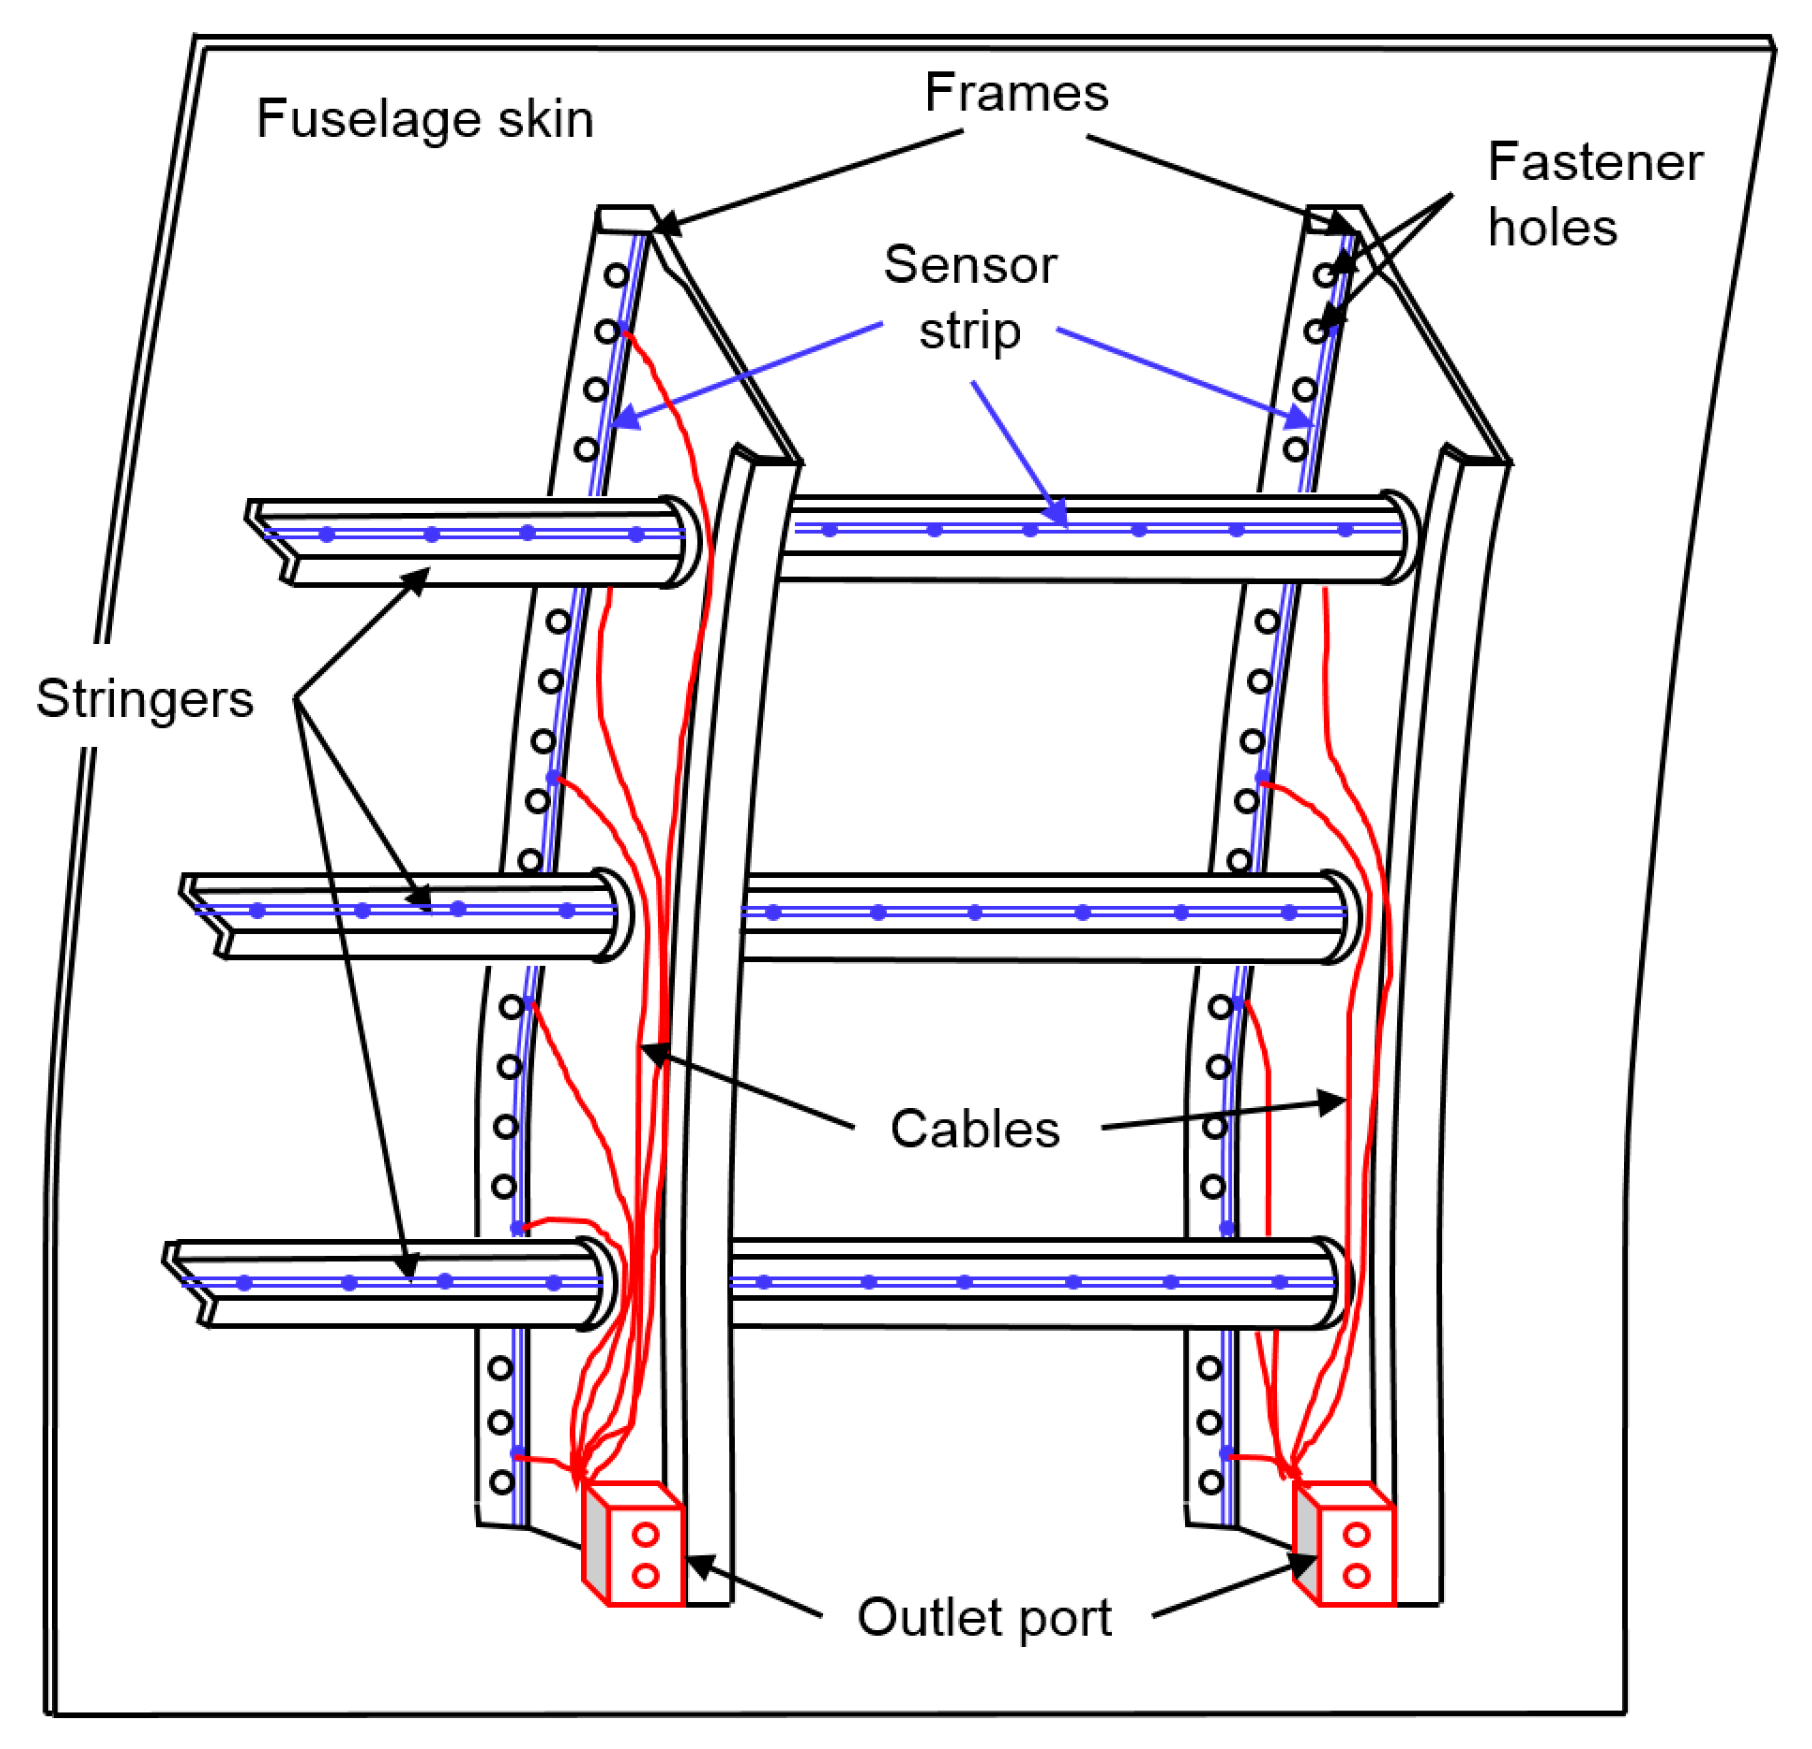 Frames
Fuselage skin
Fastener
holes
Sensor
strip
Stringers
Cables
Outlet port